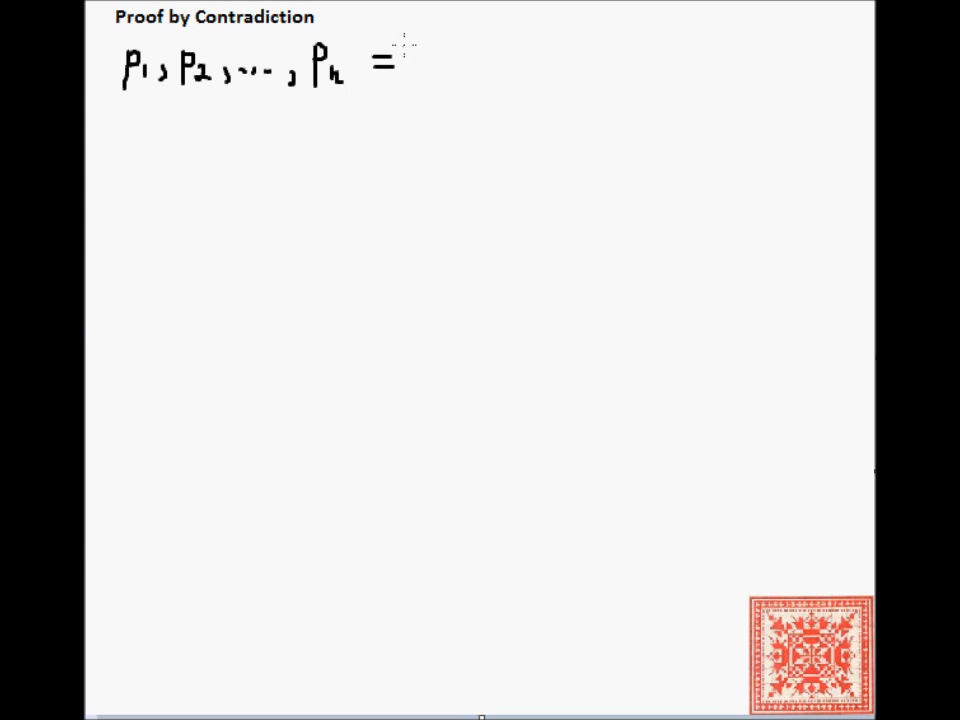 Proof by Contradiction
p1, p2, ..., Pn =